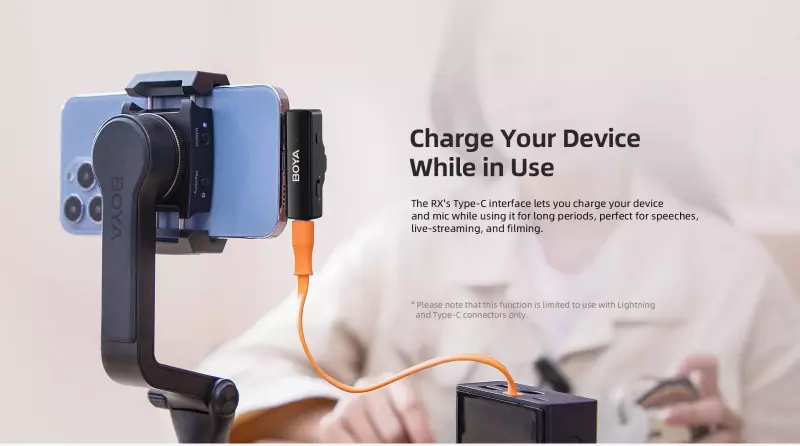 Charge Your Device
While in Use
The RX's Type-C interface lets you charge your device
and mic while using it for long periods, perfect for speeches,
live-streaming, and filming.
* Please note that this function is limited to use with Lightning
and Type-C connectors only.
BOYA
BOYA